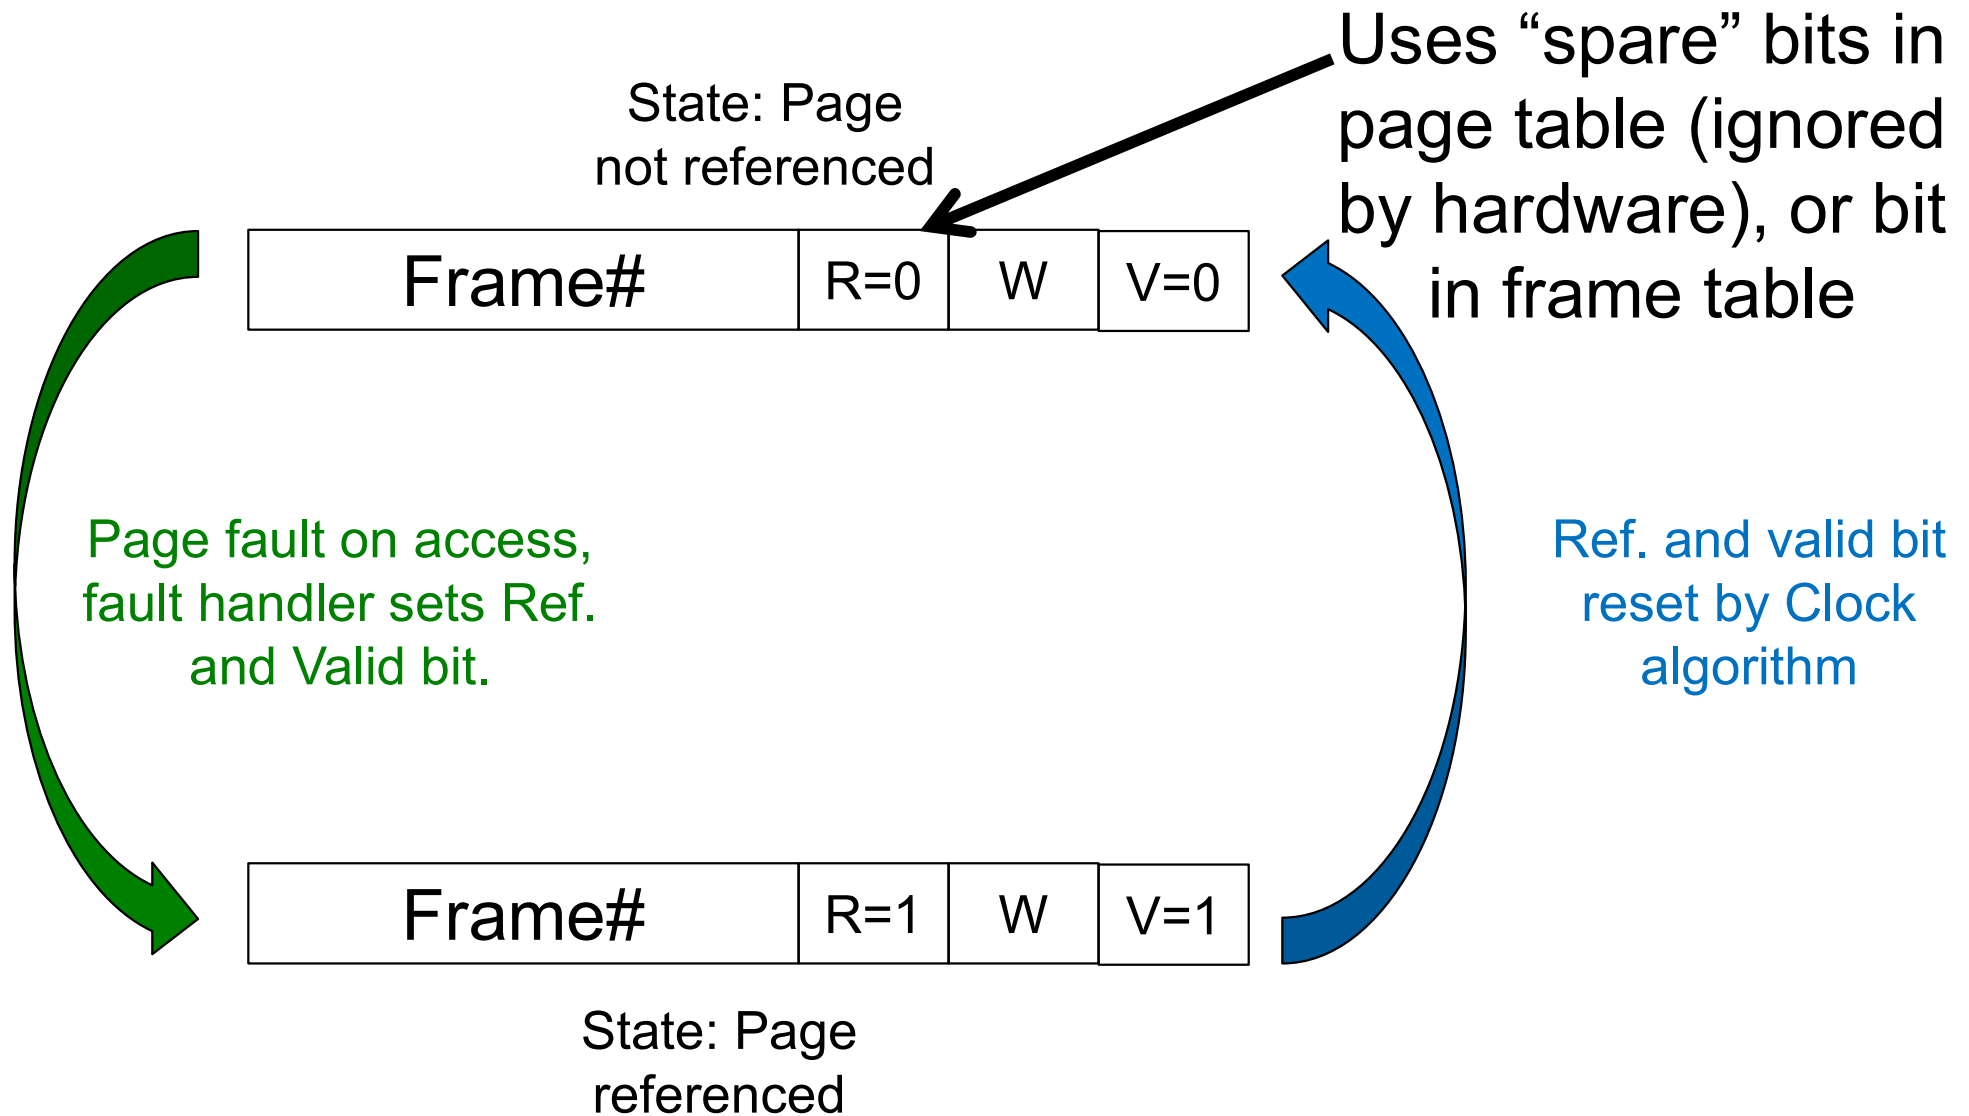 Uses “spare” bits in
page table (ignored
by hardware), or bit
in frame table
State: Page
not referenced
Frame# R=0 W V=0
Page fault on access,
fault handler sets Ref.
and Valid bit.
Ref. and valid bit
reset by Clock
algorithm
Frame# R=1 W V=1
State: Page
referenced